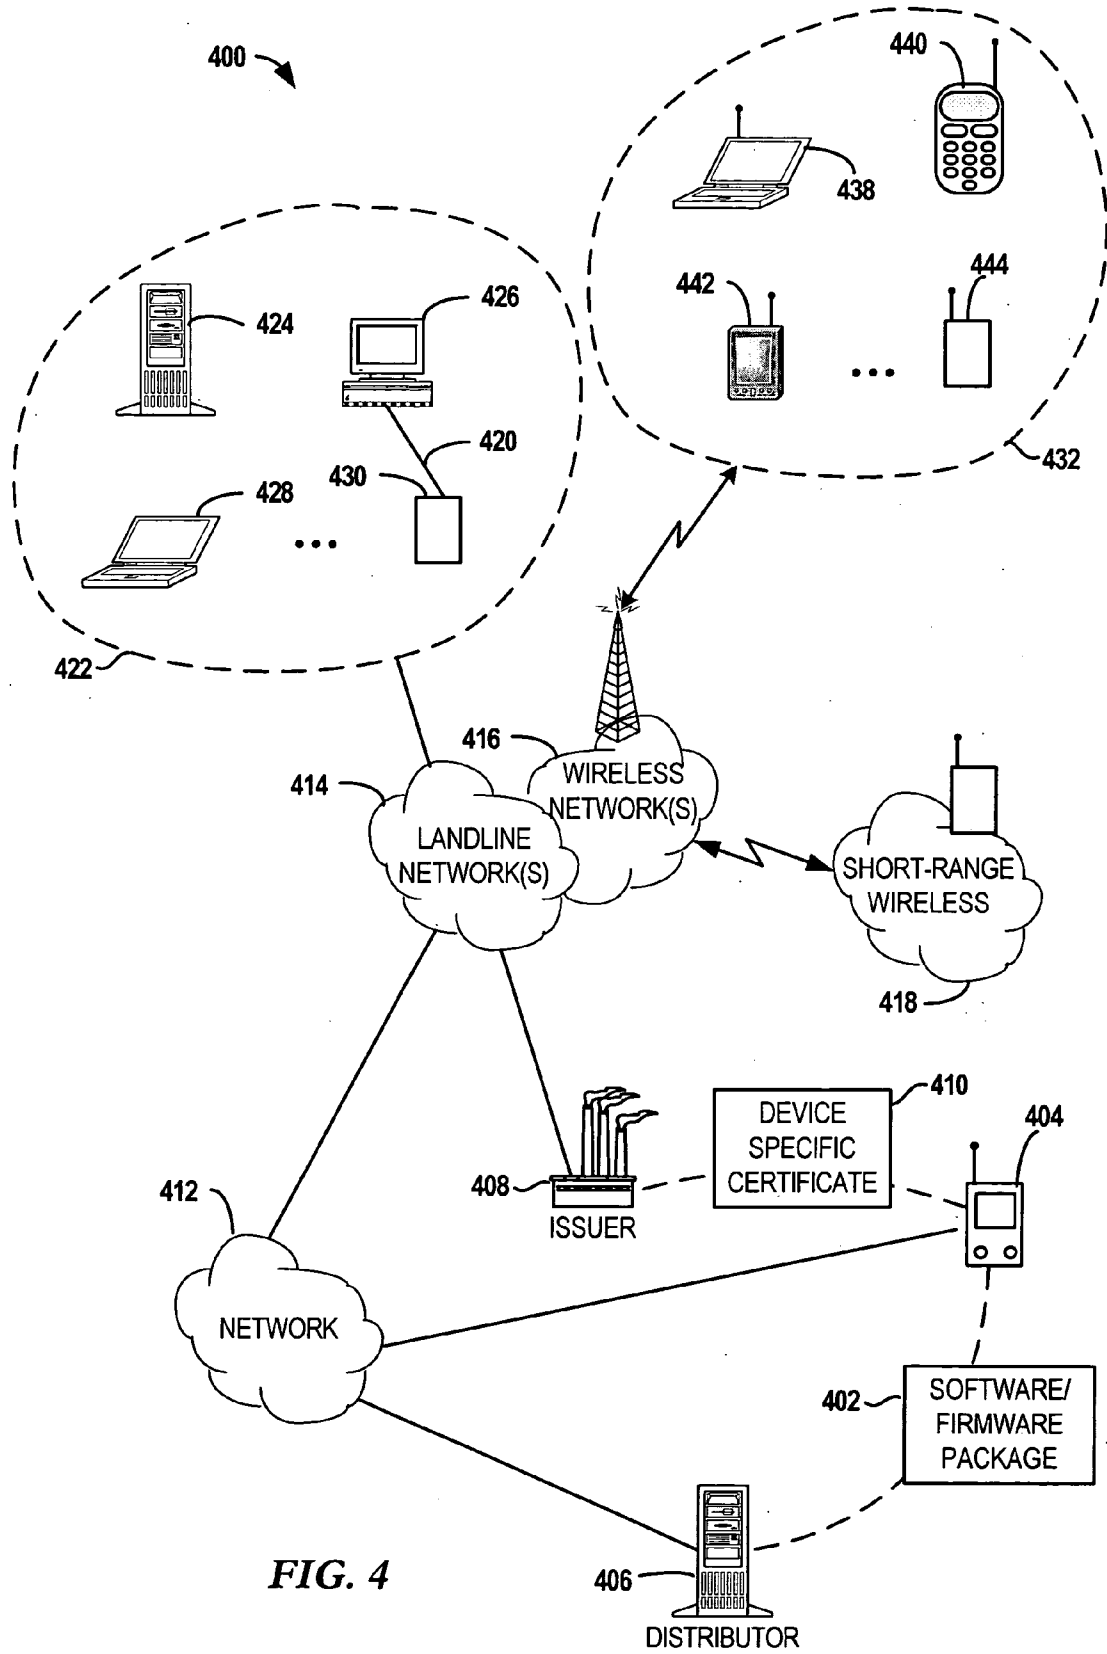 400
440
438
442
444
432
424
426
420
430
428
422
416
WIRELESS
NETWORK(S)
414
LANDLINE
NETWORK(S)
SHORT-RANGE
WIRELESS
418
410
DEVICE
SPECIFIC
CERTIFICATE
404
408
ISSUER
412
NETWORK
402
SOFTWARE/
FIRMWARE
PACKAGE
406
DISTRIBUTOR
FIG. 4